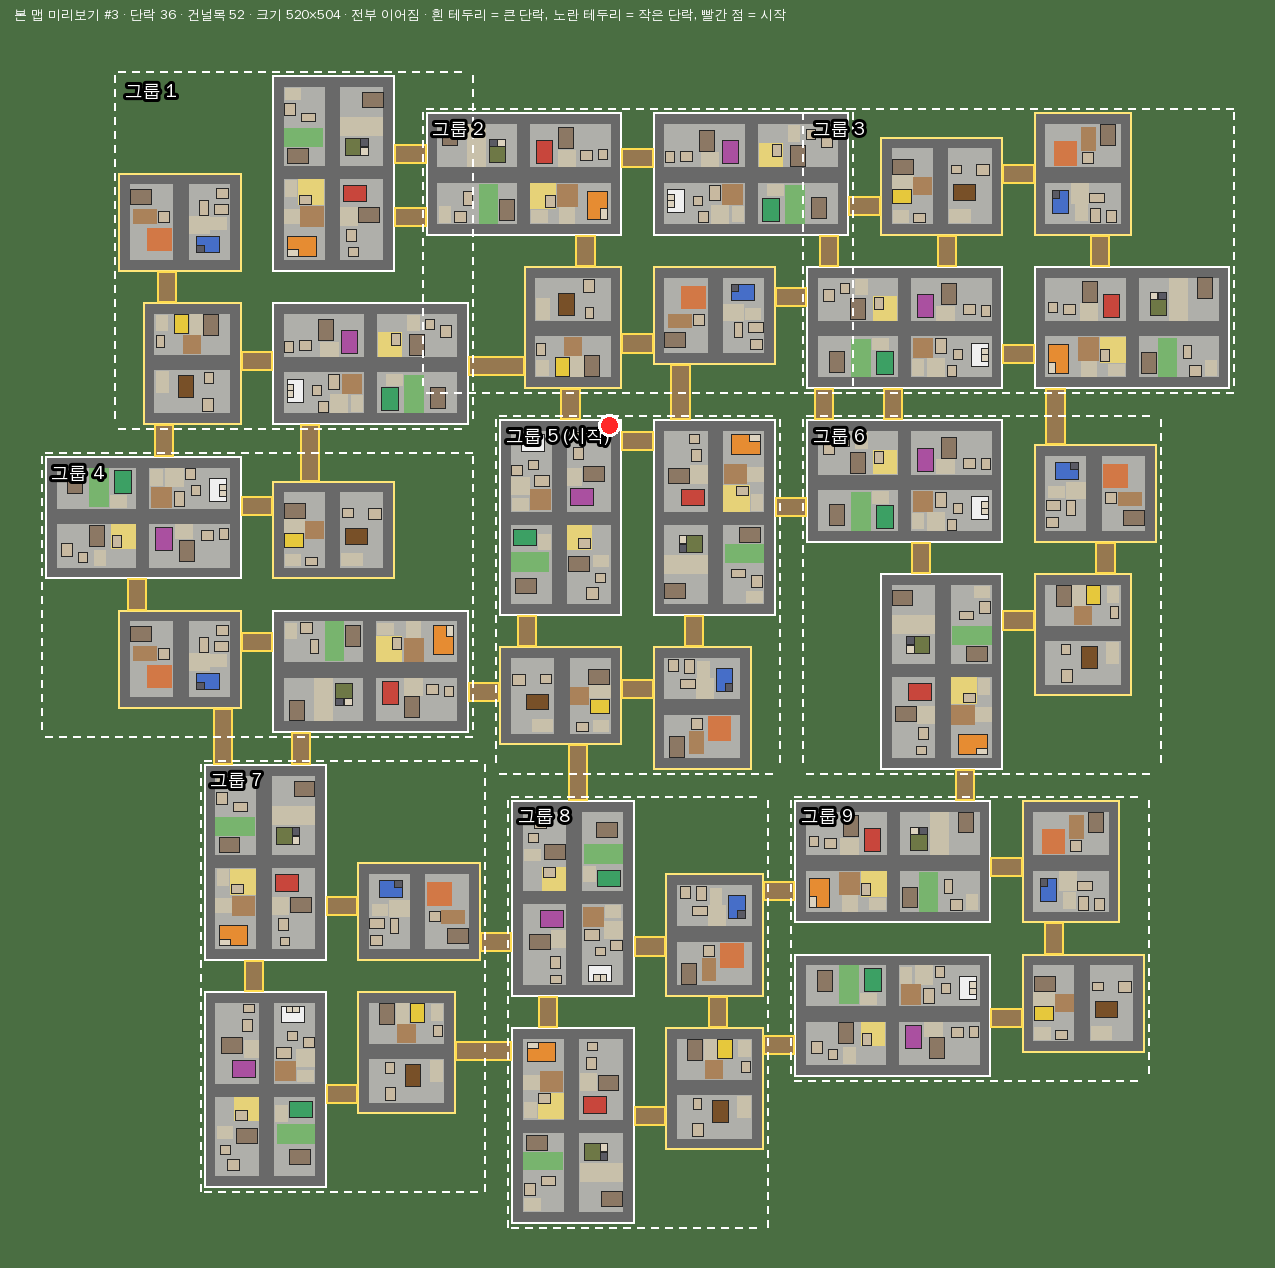 본 맵 미리보기 #3 · 단락 36 · 건널목 52 · 크기 520×504 · 전부 이어짐 · 흰 테두리 = 큰 단락, 노란 테두리 = 작은 단락, 빨간 점 = 시작
그룹 1
그룹 2
그룹 3
그룹 4
그룹 5 (시작)
그룹 6
그룹 7
그룹 8
그룹 9